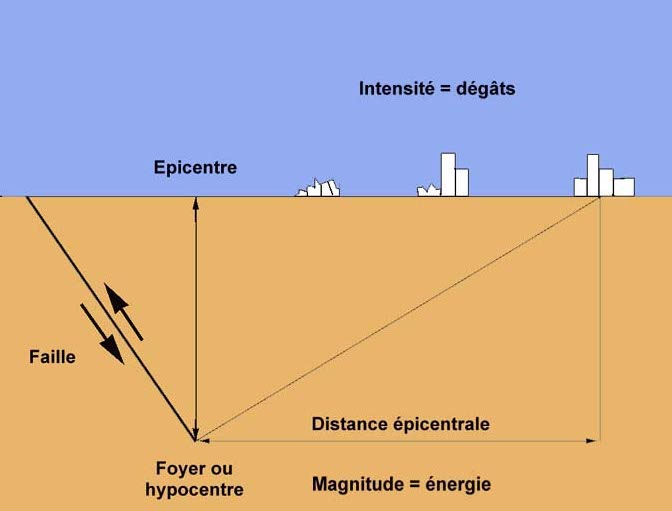 Intensité = dégâts
Epicentre
Faille
Distance épicentrale
Foyer ou
hypocentre
Magnitude = énergie